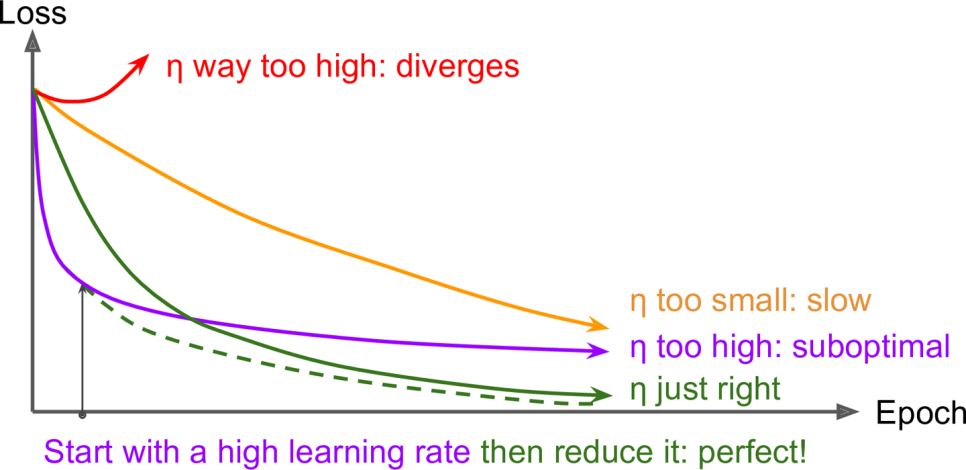 Loss
η way too high: diverges
η too small: slow
η too high: suboptimal
η just right
Epoch
Start with a high learning rate then reduce it: perfect!